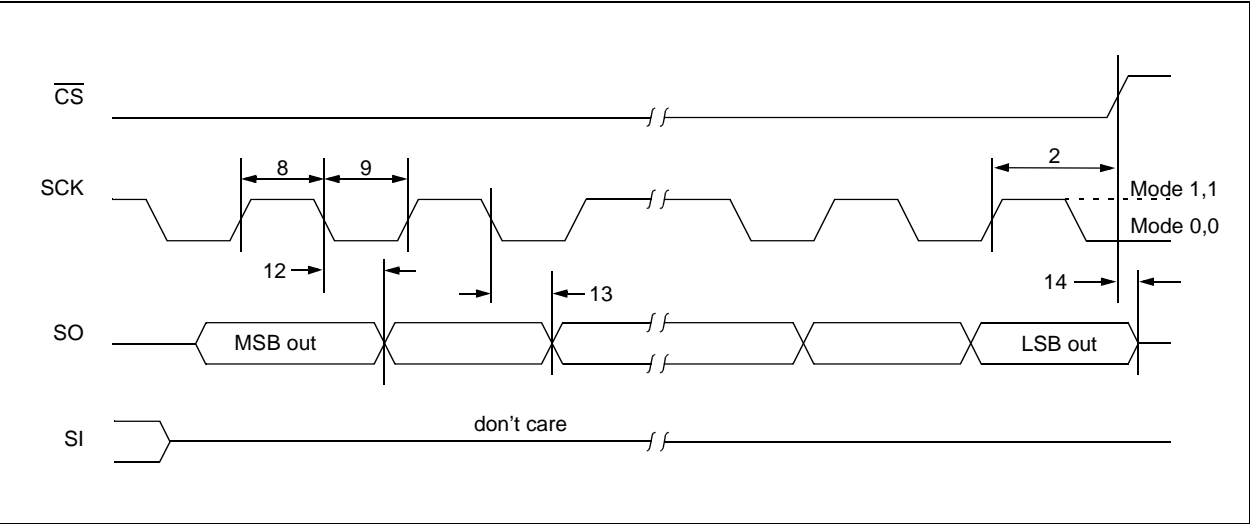 CS
2
8 9
SCK
Mode 1,1
Mode 0,0
12
13
14
SO
MSB out
LSB out
don't care
SI